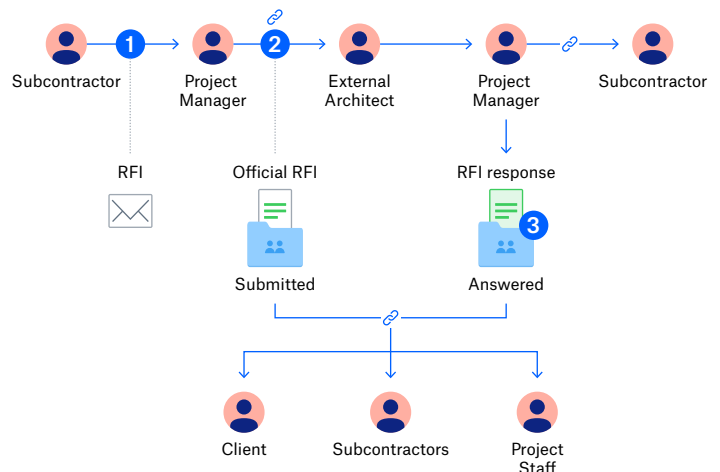 1
2
Subcontractor
Project
Manager
External
Architect
Project
Manager
Subcontractor
RFI
Official RFI
RFI response
3
Submitted
Answered
Client
Subcontractors
Project
Staff